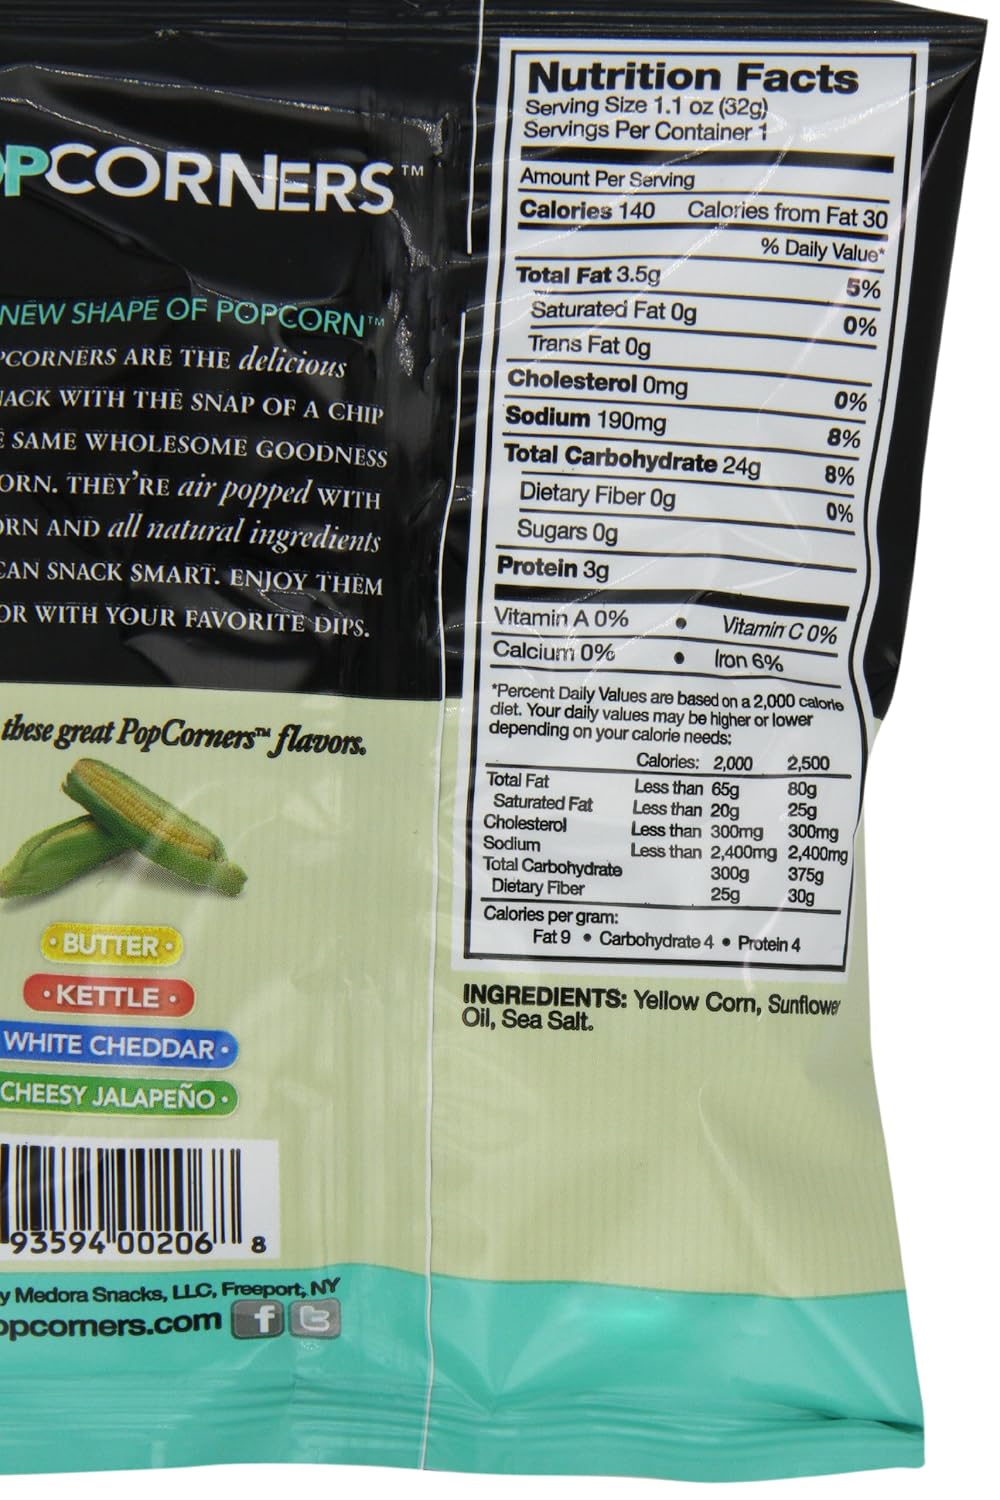 PCORNERS™
NEW SHAPE OF POPCORN™
PCORNERS ARE THE delicious
WITH THE SNAP OF A CHIP
SAME WHOLESOME GOODNESS
THEY'RE air popped WITH
AND all natural ingredients
CAN SNACK SMART. ENJOY THEM
OR WITH YOUR FAVORITE DIPS.
these great PopCorners™ flavors.
• BUTTER •
• KETTLE •
WHITE CHEDDAR •
CHEESY JALAPEÑO •
93594 00206 8
Medora Snacks, LLC, Freeport, NY
opcorners.com
Nutrition Facts
Serving Size 1.1 oz (32g)
Servings Per Container 1
Amount Per Serving
Calories 140 Calories from Fat 30
% Daily Value*
Total Fat 3.5g 5%
Saturated Fat 0g 0%
Trans Fat 0g
Cholesterol 0mg 0%
Sodium 190mg 8%
Total Carbohydrate 24g 8%
Dietary Fiber 0g 0%
Sugars 0g
Protein 3g
Vitamin A 0% • Vitamin C 0%
Calcium 0% • Iron 6%
*Percent Daily Values are based on a 2,000 calorie
diet. Your daily values may be higher or lower
depending on your calorie needs:
Calories: 2,000 2,500
Total Fat Less than 65g 80g
Saturated Fat Less than 20g 25g
Cholesterol Less than 300mg 300mg
Sodium Less than 2,400mg 2,400mg
Total Carbohydrate 300g 375g
Dietary Fiber 25g 30g
Calories per gram:
Fat 9 • Carbohydrate 4 • Protein 4
INGREDIENTS: Yellow Corn, Sunflower
Oil, Sea Salt.